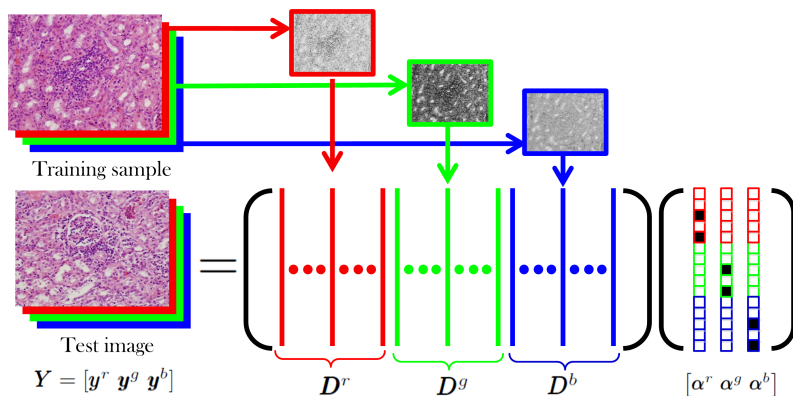 Training sample
=
Test image
Y = [y^r y^g y^b]
D^r
D^g
D^b
[α^r α^g α^b]